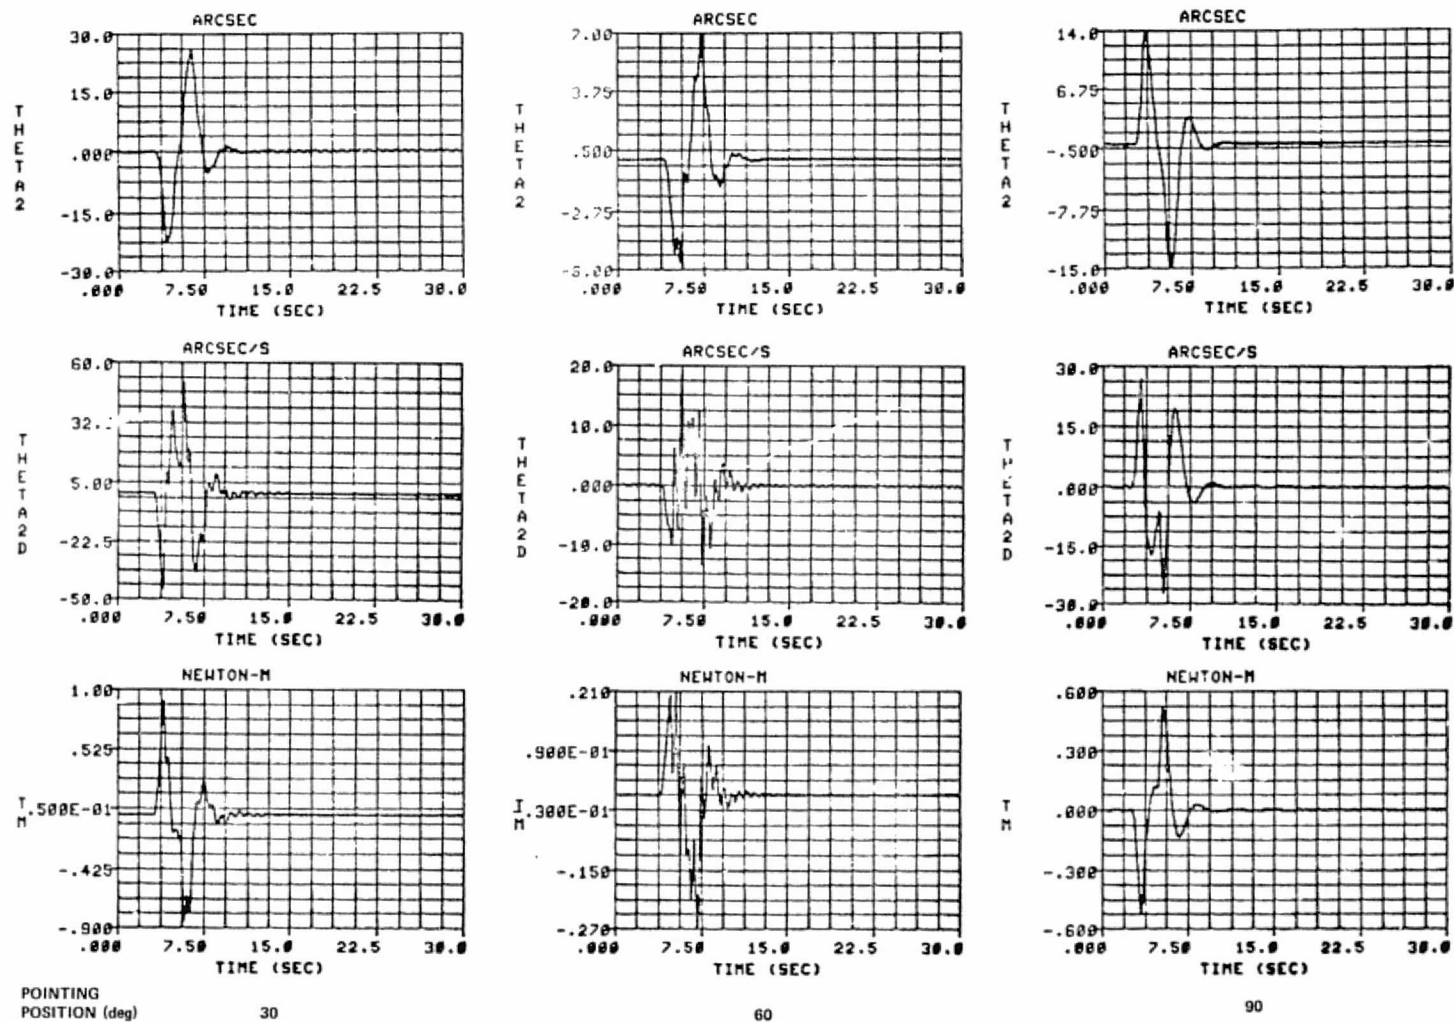 ARCSEC
30.0
15.0
.000
-15.0
-30.0
THETA2
.000 7.50 15.0 22.5 30.0
TIME (SEC)
ARCSEC
7.00
3.75
.500
-2.75
-6.00
THETA2
.000 7.50 15.0 22.5 30.0
TIME (SEC)
ARCSEC
14.0
6.75
-.500
-7.75
-15.0
THETA2
.000 7.50 15.0 22.5 30.0
TIME (SEC)
ARCSEC/S
60.0
32.
5.00
-22.5
-50.0
THETA2D
.000 7.50 15.0 22.5 30.0
TIME (SEC)
ARCSEC/S
20.0
10.0
.000
-10.0
-20.0
THETA2D
.000 7.50 15.0 22.5 30.0
TIME (SEC)
ARCSEC/S
30.0
15.0
.000
-15.0
-30.0
THETA2D
.000 7.50 15.0 22.5 30.0
TIME (SEC)
NEWTON-M
1.00
.525
.500E-01
-.425
-.900
TM
.000 7.50 15.0 22.5 30.0
TIME (SEC)
NEWTON-M
.210
.900E-01
.300E-01
-.150
-.270
TM
.000 7.50 15.0 22.5 30.0
TIME (SEC)
NEWTON-M
.600
.300
.000
-.300
-.600
TM
.000 7.50 15.0 22.5 30.0
TIME (SEC)
POINTING
POSITION (deg) 30 60 90